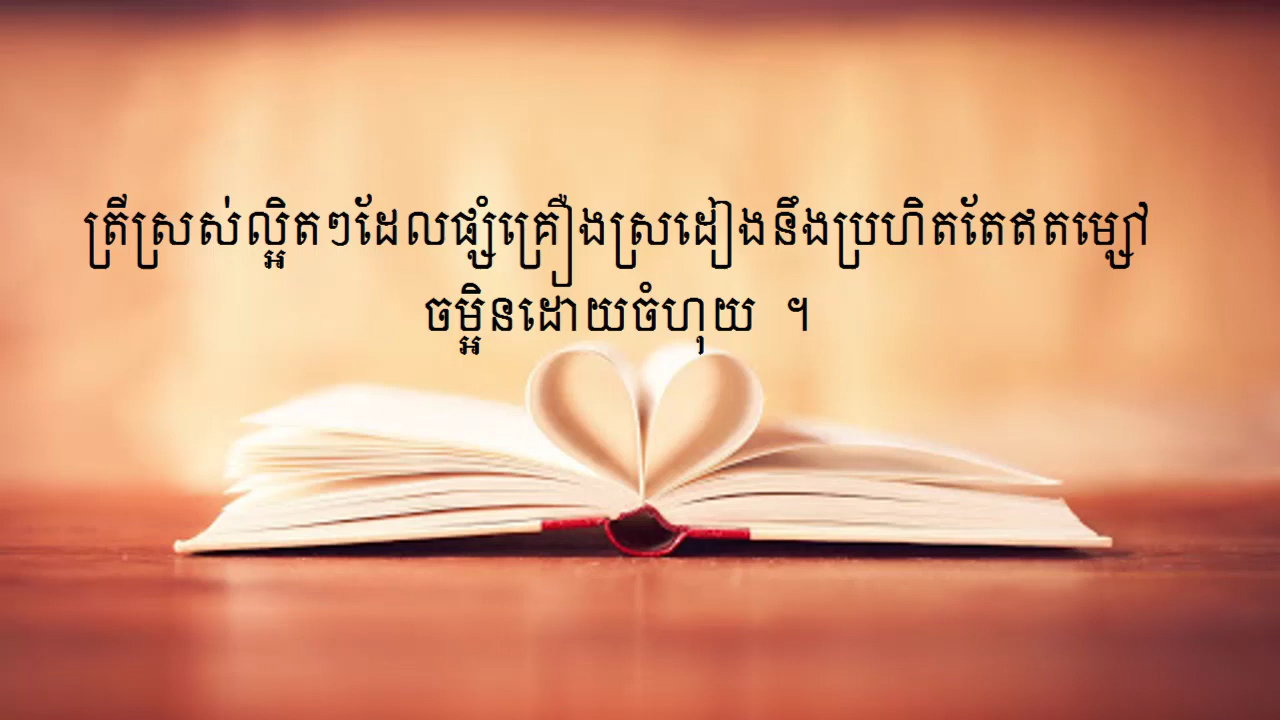 ត្រីស្រស់ល្អិតៗដែលផ្សំគ្រឿងស្រដៀងនឹងប្រហិតតែឥតម្សៅ
ចម្អិនដោយចំហុយ ។